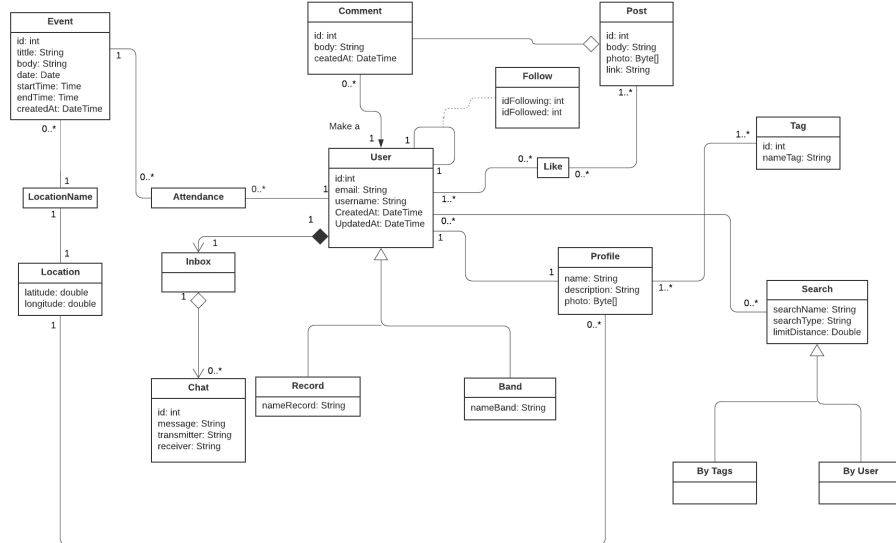 Event
id: int
tittle: String
body: String
date: Date
startTime: Time
endTime: Time
createdAt: DateTime
1
0..*
Comment
id: int
body: String
ceatedAt: DateTime
0..*
Make a
1
Post
id: int
body: String
photo: Byte[]
link: String
1..*
Follow
idFollowing: int
idFollowed: int
1
1
Tag
id: int
nameTag: String
1..*
User
id:int
email: String
username: String
CreatedAt: DateTime
UpdatedAt: DateTime
Like
0..*
0..*
1..*
0..*
1
LocationName
1
1
Attendance
0..*
0..*
1
1
1
Location
latitude: double
longitude: double
1
1
Inbox
1
0..*
Chat
id: int
message: String
transmitter: String
receiver: String
Profile
name: String
description: String
photo: Byte[]
1
1..*
0..*
Search
searchName: String
searchType: String
limitDistance: Double
0..*
Record
nameRecord: String
Band
nameBand: String
By Tags
By User